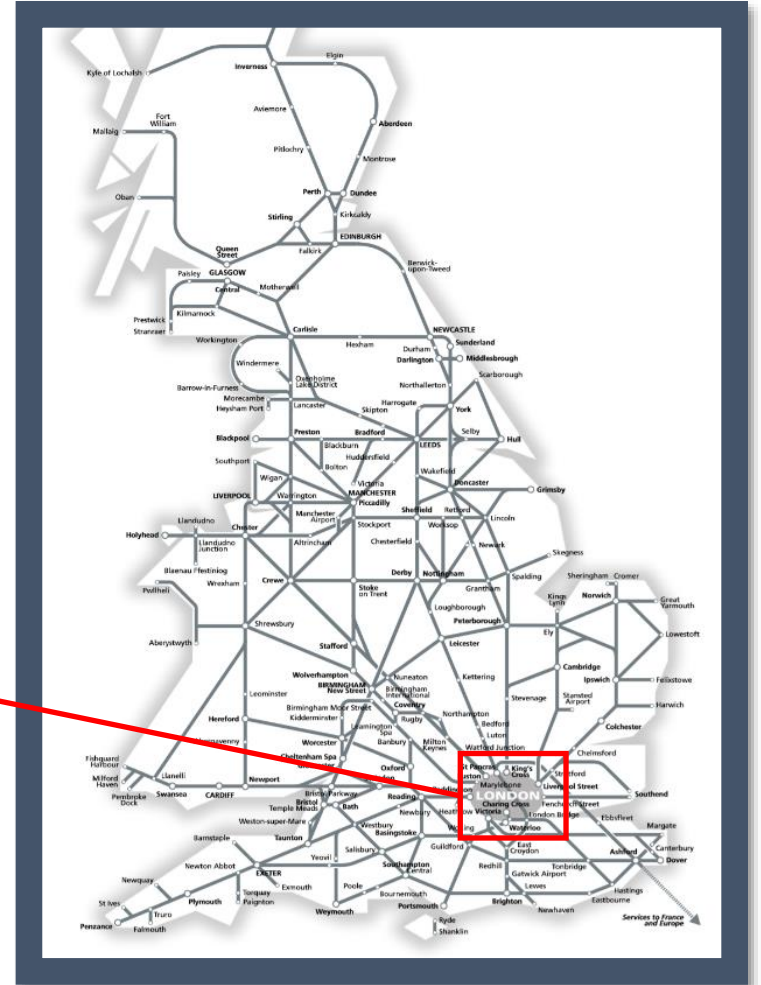 Elgin
Inverness
Kyle of Lochalsh
Aviemore
Fort
William
Aberdeen
Mallaig
Pitlochry
Montrose
Perth
Dundee
Oban
Stirling
Kirkcaldy
EDINBURGH
Queen
Street
Falkirk
Berwick-
upon-Tweed
Paisley
GLASGOW
Central
Motherwell
Prestwick
Kilmarnock
Stranraer
Carlisle
NEWCASTLE
Workington
Hexham
Sunderland
Durham
Windermere
Darlington
Middlesbrough
Oxenholme
Lake District
Scarborough
Barrow-in-Furness
Northallerton
Morecambe
Lancaster
Harrogate
Heysham Port
Skipton
York
Blackpool
Preston
Bradford
Selby
Hull
Blackburn
LEEDS
Southport
Huddersfield
Bolton
Wakefield
Wigan
Victoria
Doncaster
MANCHESTER
Grimsby
LIVERPOOL
Warrington
Piccadilly
Manchester
Airport
Sheffield
Retford
Llandudno
Stockport
Worksop
Lincoln
Holyhead
Chester
Llandudno
Junction
Altrincham
Chesterfield
Newark
Skegness
Blaenau Ffestiniog
Derby
Nottingham
Spalding
Sheringham
Cromer
Wrexham
Crewe
Stoke
on Trent
Grantham
Pwllheli
Kings
Lynn
Norwich
Great
Yarmouth
Loughborough
Peterborough
Shrewsbury
Ely
Lowestoft
Aberystwyth
Stafford
Leicester
Cambridge
Wolverhampton
Nuneaton
Kettering
BIRMINGHAM
New Street
Birmingham
International
Ipswich
Felixstowe
Leominster
Stevenage
Stansted
Airport
Birmingham Moor Street
Coventry
Harwich
Hereford
Kidderminster
Rugby
Northampton
Leamington
Spa
Bedford
Colchester
Worcester
Banbury
Milton
Keynes
Luton
Cheltenham Spa
Watford Junction
Chelmsford
Fishguard
Harbour
Oxford
St Pancras
King's
Cross
Stratford
Milford
Haven
Llanelli
Marylebone
Liverpool Street
Pembroke
Dock
Swansea
CARDIFF
Newport
Bristol Parkway
Reading
LONDON
Southend
Bristol
Temple Meads
Bath
Charing Cross
Fenchurch Street
Newbury
Heathrow
Victoria
London Bridge
Ebbsfleet
Weston-super-Mare
Westbury
Basingstoke
Woking
Waterloo
Margate
Barnstaple
Taunton
Salisbury
Guildford
East
Croydon
Ashford
Canterbury
Newton Abbot
Yeovil
Southampton
Central
Redhill
Tonbridge
Dover
EXETER
Gatwick Airport
Newquay
Exmouth
Poole
Lewes
Hastings
Torquay
Paignton
Bournemouth
Eastbourne
St Ives
Plymouth
Weymouth
Portsmouth
Brighton
Newhaven
Truro
Ryde
Services to France
and Europe
Penzance
Falmouth
Shanklin